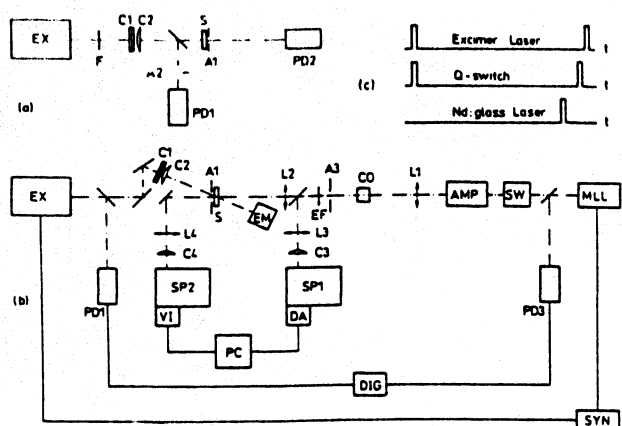 EX
F
C1 C2
S
A1
A2
PD1
PD2
(a)
(c)
Excimer Laser
t
Q-switch
t
Nd:glass Laser
t
EX
C1
C2
A1
S
EM
L2
EF
A3
CO
L1
AMP
SW
MLL
L4
C4
L3
C3
(b)
PD1
SP2
VI
SP1
DA
PD3
PC
DIG
SYN